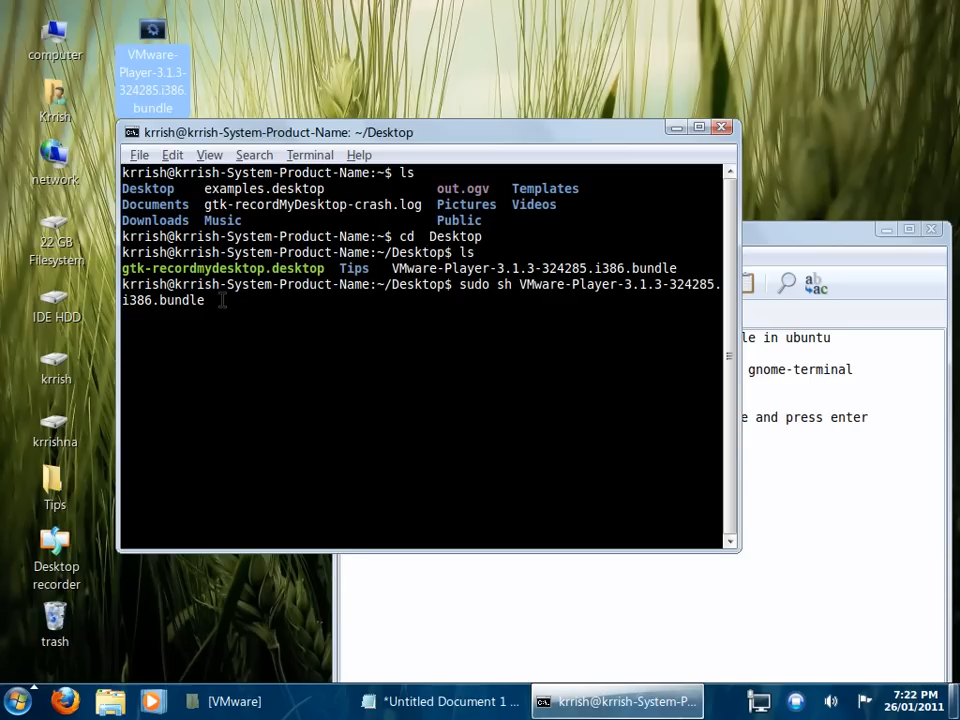 computer
VMware-
Player-3.1.3-
324285.i386.
bundle
Krrish
network
22 GB
Filesystem
IDE HDD
krrish
krrishna
Tips
Desktop
recorder
trash
krrish@krrish-System-Product-Name: ~/Desktop
File Edit View Search Terminal Help
krrish@krrish-System-Product-Name:~$ ls
Desktop examples.desktop out.ogv Templates
Documents gtk-recordMyDesktop-crash.log Pictures Videos
Downloads Music Public
krrish@krrish-System-Product-Name:~$ cd  Desktop
krrish@krrish-System-Product-Name:~/Desktop$ ls
gtk-recordmydesktop.desktop Tips VMware-Player-3.1.3-324285.i386.bundle
krrish@krrish-System-Product-Name:~/Desktop$ sudo sh VMware-Player-3.1.3-324285.
i386.bundle
ab
ac
le in ubuntu
gnome-terminal
e and press enter
[VMware]
*Untitled Document 1 ...
krrish@krrish-System-P...
7:22 PM
26/01/2011